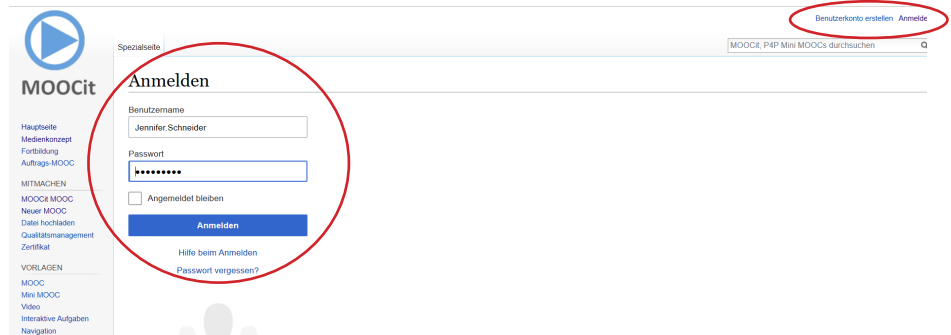 Benutzerkonto erstellen Anmelde
Spezialseite
MOOCit, P4P Mini MOOCs durchsuchen
MOOCit
Hauptseite
Medienkonzept
Fortbildung
Auftrags-MOOC
MITMACHEN
MOOCit MOOC
Neuer MOOC
Datei hochladen
Qualitätsmanagement
Zertifikat
VORLAGEN
MOOC
Mini MOOC
Video
Interaktive Aufgaben
Navigation
Anmelden
Benutzername
Jennifer.Schneider
Passwort
•••••••••
Angemeldet bleiben
Anmelden
Hilfe beim Anmelden
Passwort vergessen?